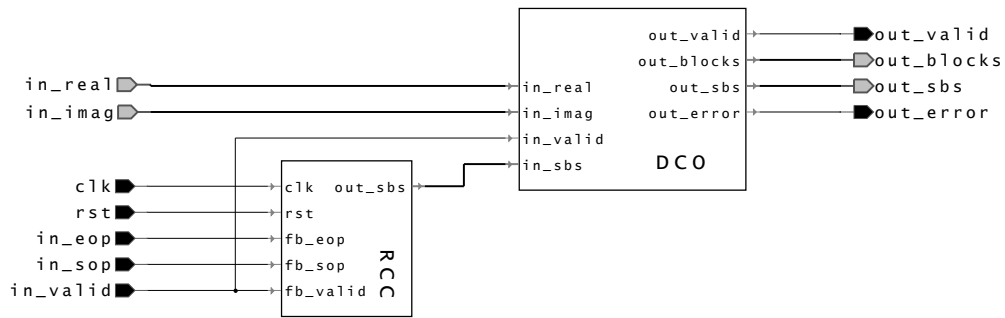 out_valid out_valid
out_blocks out_blocks
in_real in_real out_sbs out_sbs
in_imag in_imag out_error out_error
in_valid
in_sbs DCO
clk clk out_sbs
rst rst
in_eop fb_eop
in_sop fb_sop
in_valid fb_valid
RCC